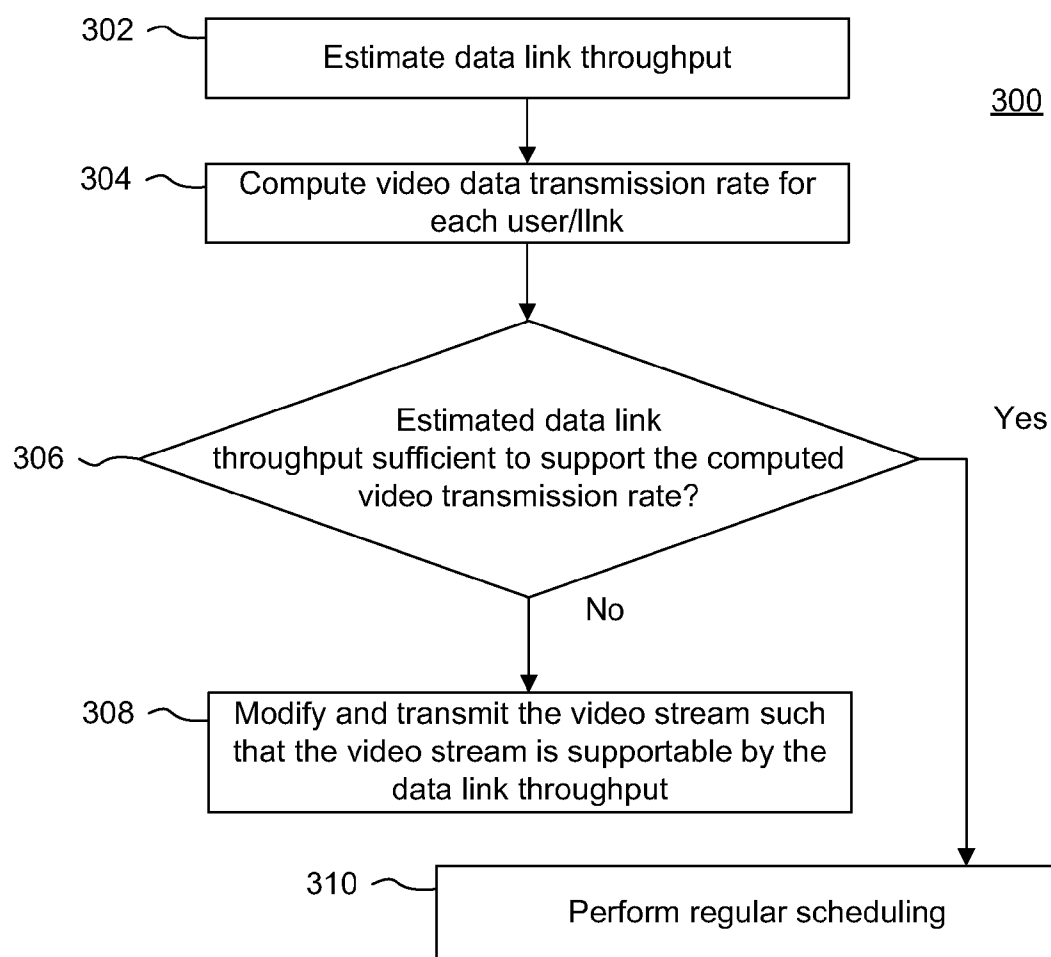 302
Estimate data link throughput
300
304
Compute video data transmission rate for
each user/lInk
Estimated data link
throughput sufficient to support the computed
video transmission rate?
306
Yes
No
308
Modify and transmit the video stream such
that the video stream is supportable by the
data link throughput
310
Perform regular scheduling